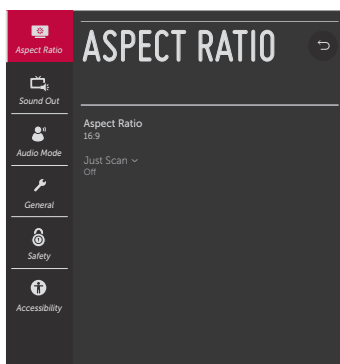 Aspect Ratio
Sound Out
Audio Mode
General
Safety
Accessibility
ASPECT RATIO
Aspect Ratio
16:9
Just Scan
Off